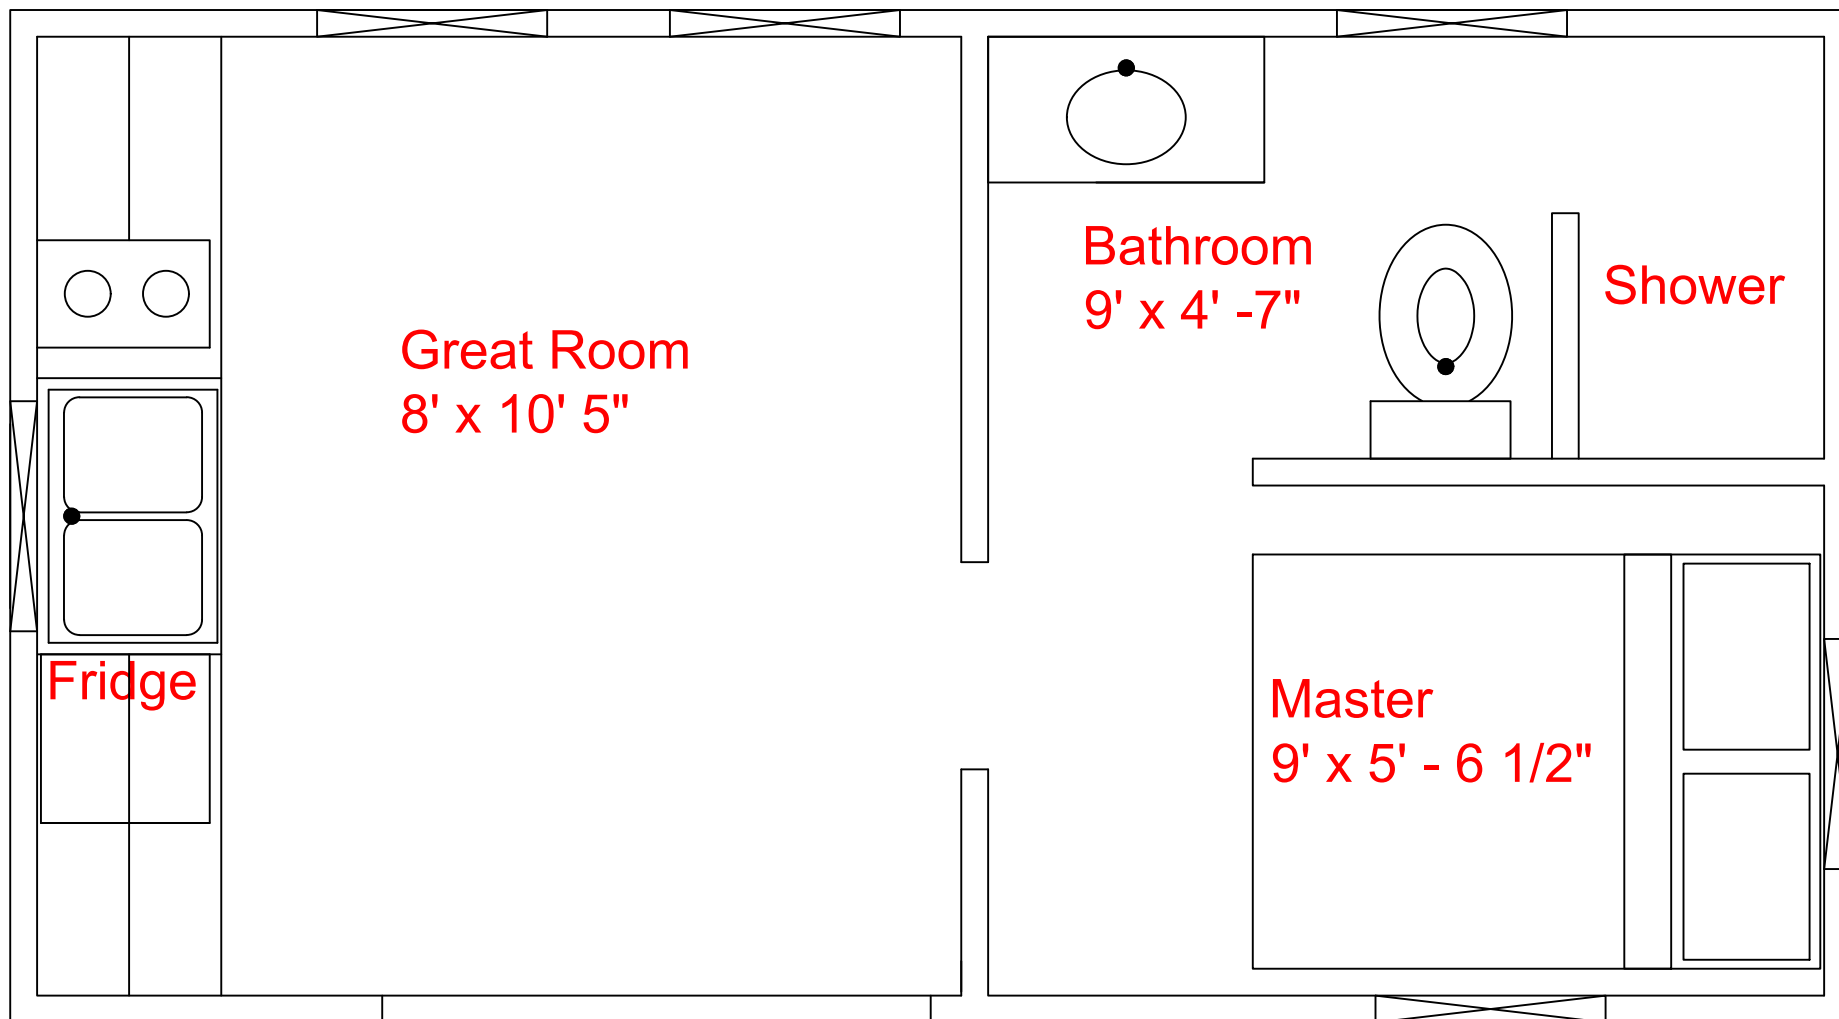 Bathroom
9' x 4' -7"
Shower
Great Room
8' x 10' 5"
Fridge
Master
9' x 5' - 6 1/2"